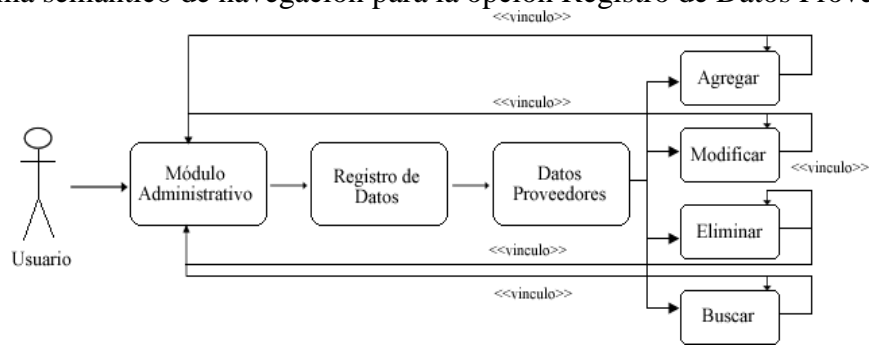 ma semántico de navegación para la opción Registro de Datos Prove
<<vinculo>>
Agregar
<<vinculo>>
Modificar
<<vinculo>>
Módulo
Administrativo
Registro de
Datos
Datos
Proveedores
Eliminar
Usuario
<<vinculo>>
<<vinculo>>
Buscar